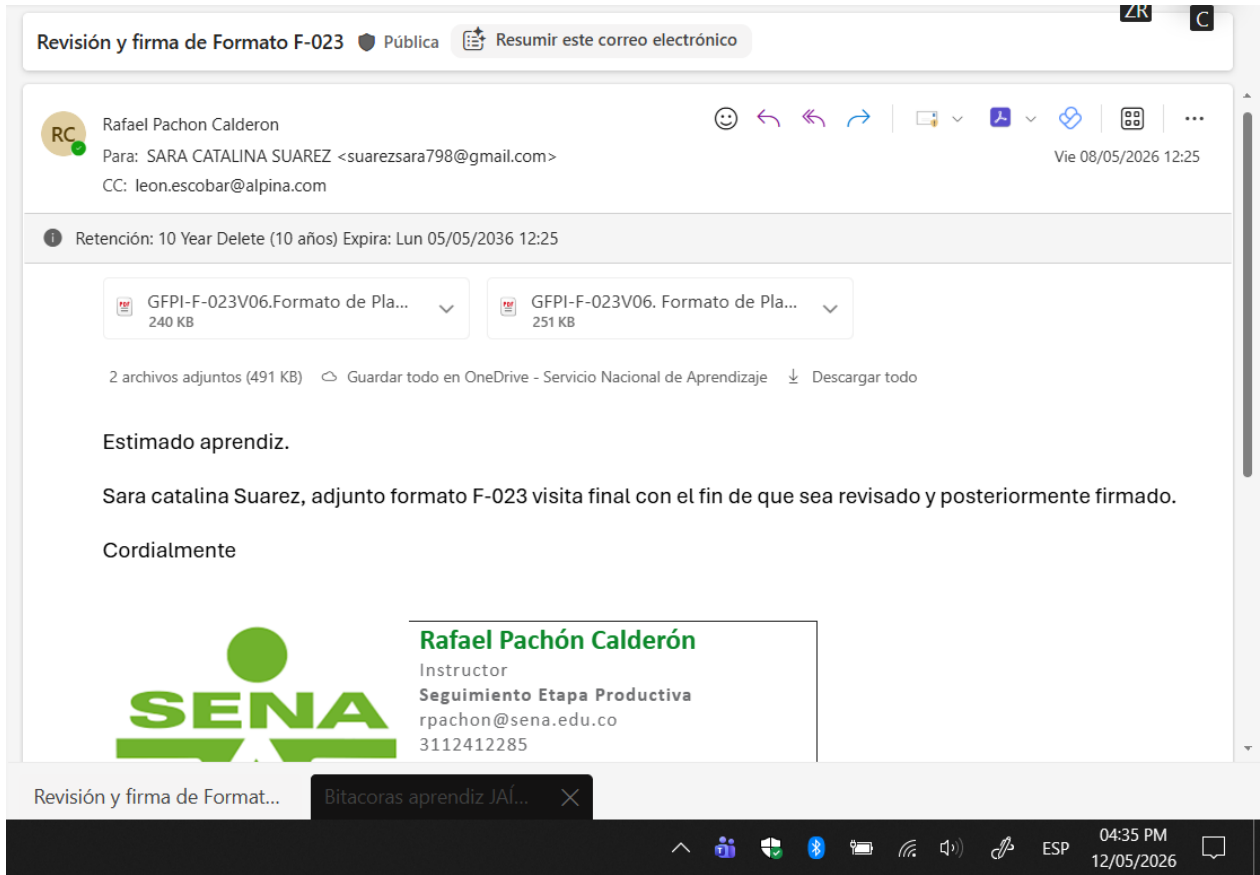 ZR
C
Revisión y firma de Formato F-023 Pública Resumir este correo electrónico
RC
Rafael Pachon Calderon
Para: SARA CATALINA SUAREZ <suarezsara798@gmail.com>
Vie 08/05/2026 12:25
CC: leon.escobar@alpina.com
Retención: 10 Year Delete (10 años) Expira: Lun 05/05/2036 12:25
GFPI-F-023V06.Formato de Pla...
240 KB
GFPI-F-023V06. Formato de Pla...
251 KB
2 archivos adjuntos (491 KB) Guardar todo en OneDrive - Servicio Nacional de Aprendizaje Descargar todo
Estimado aprendiz.
Sara catalina Suarez, adjunto formato F-023 visita final con el fin de que sea revisado y posteriormente firmado.
Cordialmente
SENA
Rafael Pachón Calderón
Instructor
Seguimiento Etapa Productiva
rpachon@sena.edu.co
3112412285
Revisión y firma de Format...
Bitacoras aprendiz JAÍ...
ESP
04:35 PM
12/05/2026